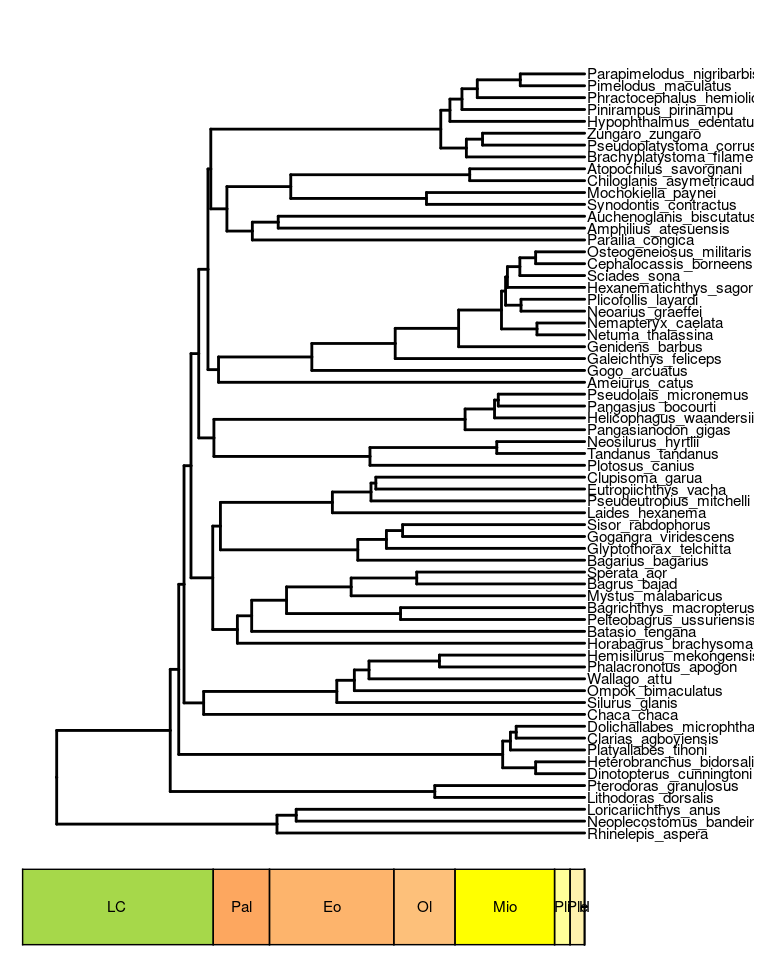 Parapimelodus_nigribarbis
Pimelodus_maculatus
Phractocephalus_hemiolio
Pinirampus_pirinampu
Hypophthalmus_edentatu
Zungaro_zungaro
Pseudoplatystoma_corrus
Brachyplatystoma_filame
Atopochilus_savorgnani
Chiloglanis_asymetricaud
Mochokiella_paynei
Synodontis_contractus
Auchenoglanis_biscutatus
Amphilius_atesuensis
Parailia_congica
Osteogeneiosus_militaris
Cephalocassis_borneens
Sciades_sona
Hexanematichthys_sagor
Plicofollis_layardi
Neoarius_graeffei
Nemapteryx_caelata
Netuma_thalassina
Genidens_barbus
Galeichthys_feliceps
Gogo_arcuatus
Ameiurus_catus
Pseudolais_micronemus
Pangasius_bocourti
Helicophagus_waandersii
Pangasianodon_gigas
Neosilurus_hyrtlii
Tandanus_tandanus
Plotosus_canius
Clupisoma_garua
Eutropiichthys_vacha
Pseudeutropius_mitchelli
Laides_hexanema
Sisor_rabdophorus
Gogangra_viridescens
Glyptothorax_telchitta
Bagarius_bagarius
Sperata_aor
Bagrus_bajad
Mystus_malabaricus
Bagrichthys_macropterus
Pelteobagrus_ussuriensis
Batasio_tengana
Horabagrus_brachysoma
Hemisilurus_mekongensis
Phalacronotus_apogon
Wallago_attu
Ompok_bimaculatus
Silurus_glanis
Chaca_chaca
Dolichallabes_microphtha
Clarias_agboyiensis
Platyallabes_tihoni
Heterobranchus_bidorsali
Dinotopterus_cunningtoni
Pterodoras_granulosus
Lithodoras_dorsalis
Loricariichthys_anus
Neoplecostomus_bandeir
Rhinelepis_aspera
LC Pal Eo Ol Mio